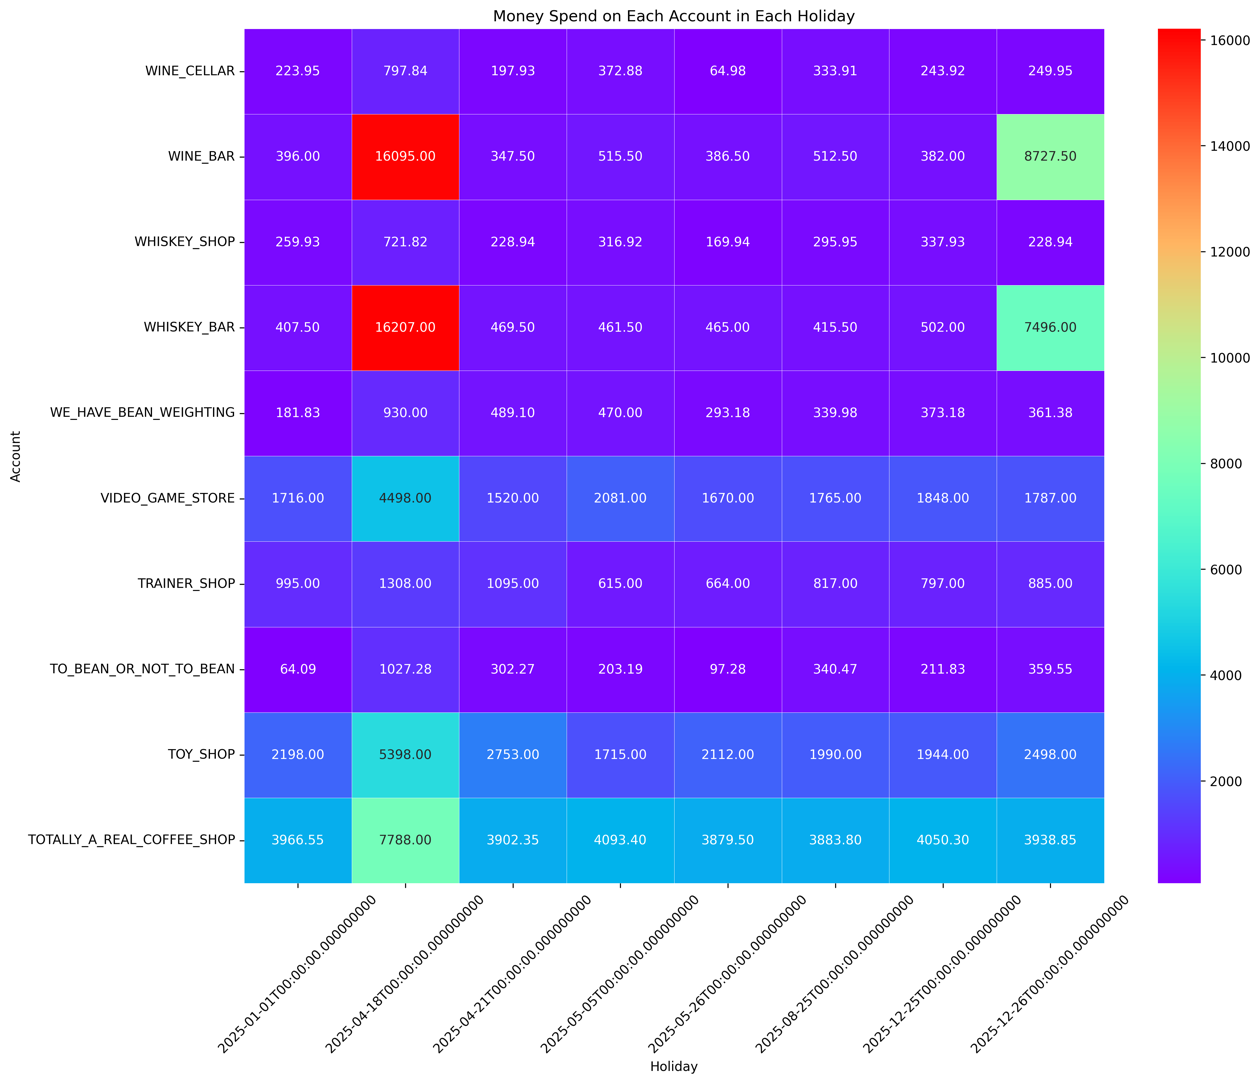 Money Spend on Each Account in Each Holiday
WINE_CELLAR 223.95 797.84 197.93 372.88 64.98 333.91 243.92 249.95
WINE_BAR 396.00 16095.00 347.50 515.50 386.50 512.50 382.00 8727.50
WHISKEY_SHOP 259.93 721.82 228.94 316.92 169.94 295.95 337.93 228.94
WHISKEY_BAR 407.50 16207.00 469.50 461.50 465.00 415.50 502.00 7496.00
WE_HAVE_BEAN_WEIGHTING 181.83 930.00 489.10 470.00 293.18 339.98 373.18 361.38
VIDEO_GAME_STORE 1716.00 4498.00 1520.00 2081.00 1670.00 1765.00 1848.00 1787.00
TRAINER_SHOP 995.00 1308.00 1095.00 615.00 664.00 817.00 797.00 885.00
TO_BEAN_OR_NOT_TO_BEAN 64.09 1027.28 302.27 203.19 97.28 340.47 211.83 359.55
TOY_SHOP 2198.00 5398.00 2753.00 1715.00 2112.00 1990.00 1944.00 2498.00
TOTALLY_A_REAL_COFFEE_SHOP 3966.55 7788.00 3902.35 4093.40 3879.50 3883.80 4050.30 3938.85
Account
2025-01-01T00:00:00.000000000
2025-04-18T00:00:00.000000000
2025-04-21T00:00:00.000000000
2025-05-05T00:00:00.000000000
2025-05-26T00:00:00.000000000
2025-08-25T00:00:00.000000000
2025-12-25T00:00:00.000000000
2025-12-26T00:00:00.000000000
Holiday
16000
14000
12000
10000
8000
6000
4000
2000